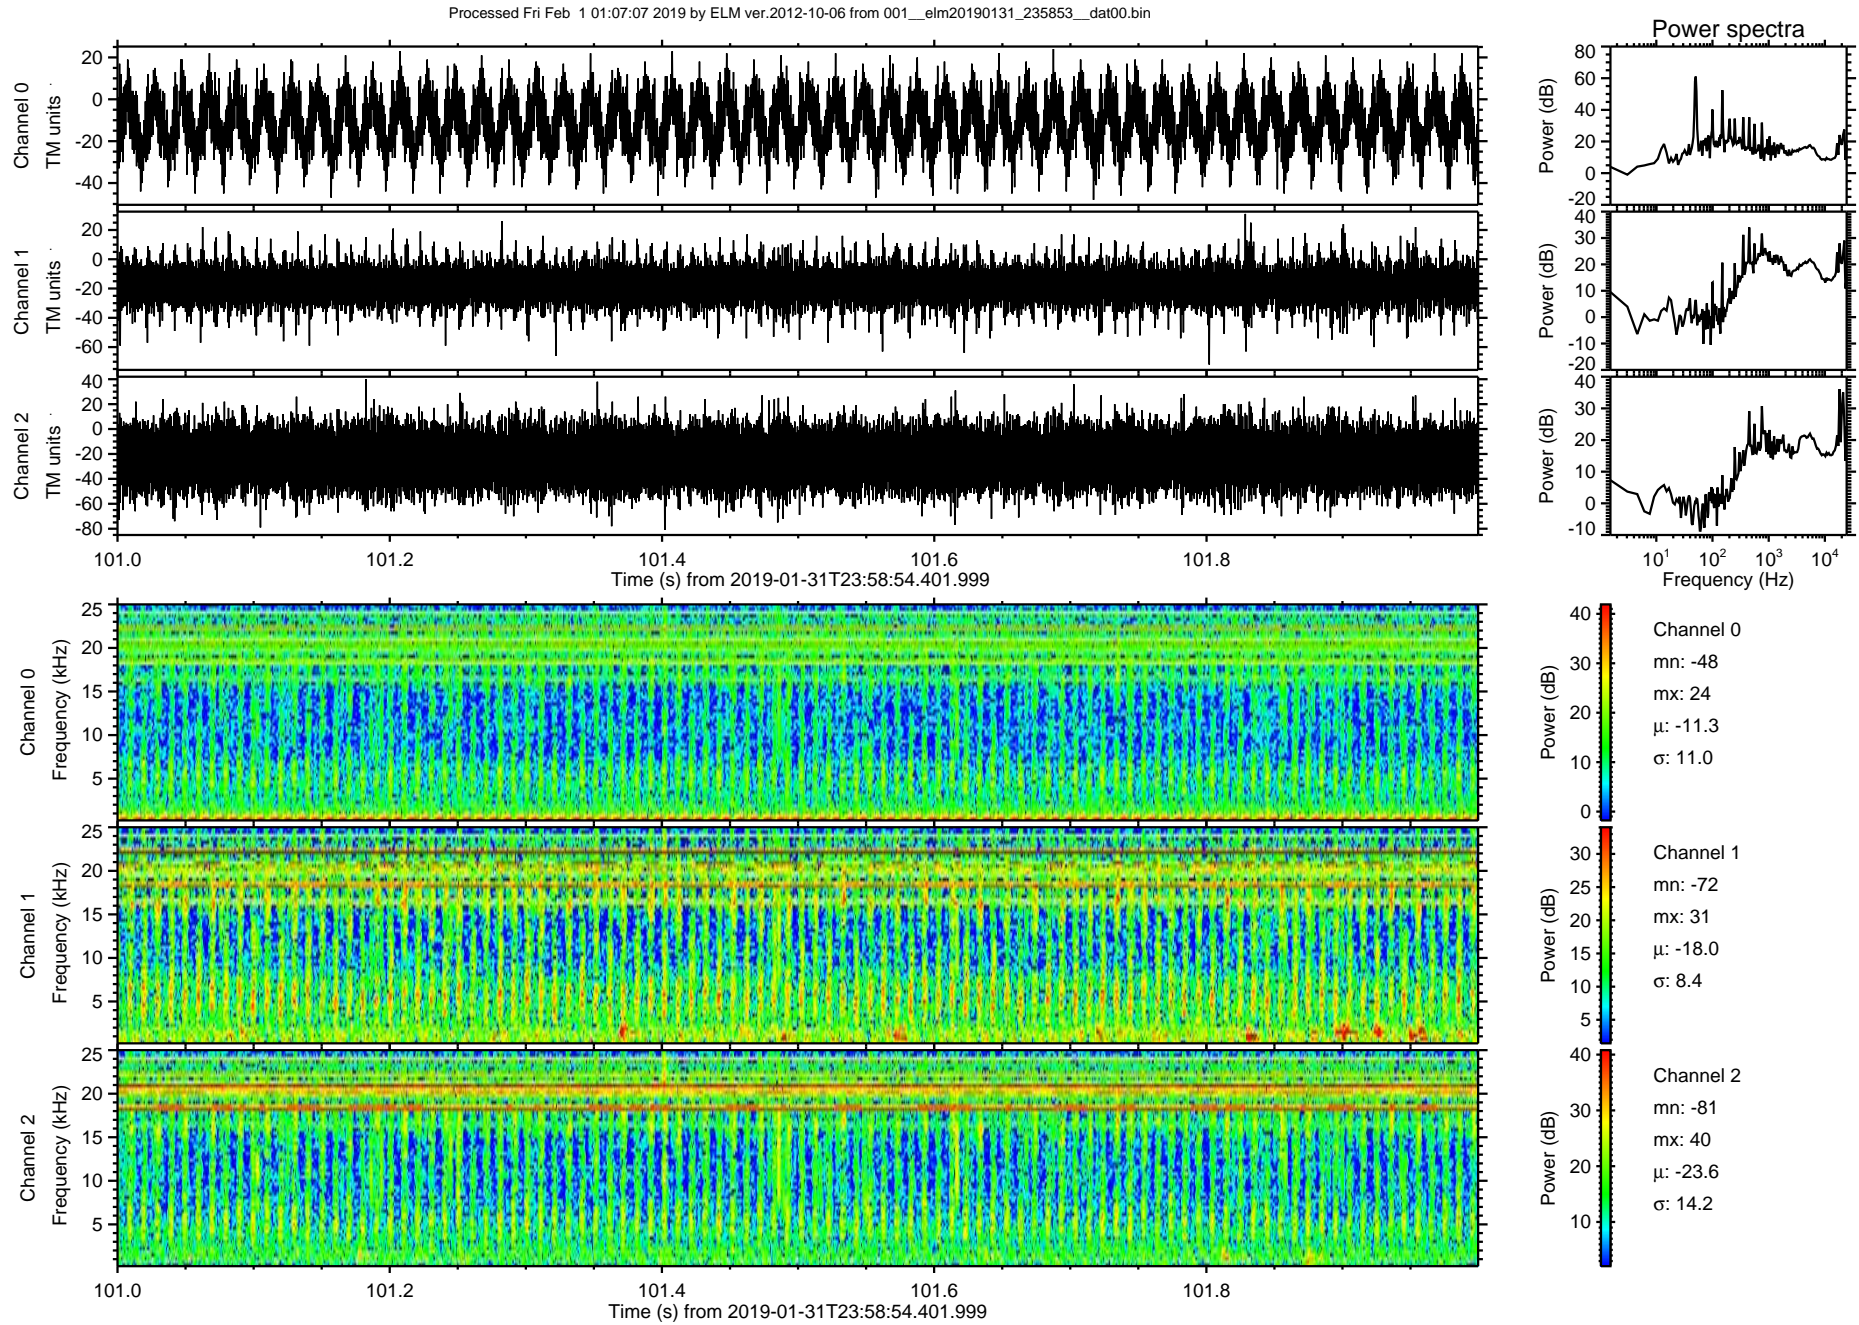 Processed Fri Feb  1 01:07:07 2019 by ELM ver.2012-10-06 from 001__elm20190131_235853__dat00.bin
Power spectra
Channel 0
TM units
20
0
-20
-40
Power (dB)
80
60
40
20
0
-20
Channel 1
TM units
20
0
-20
-40
-60
Power (dB)
40
30
20
10
0
-10
-20
Channel 2
TM units
40
20
0
-20
-40
-60
-80
Power (dB)
40
30
20
10
0
-10
101.0 101.2 101.4 101.6 101.8
Time (s) from 2019-01-31T23:58:54.401.999
10^1 10^2 10^3 10^4
Frequency (Hz)
Channel 0
Frequency (kHz)
25
20
15
10
5
Power (dB)
40
30
20
10
0
Channel 0
mn: -48
mx: 24
μ: -11.3
σ: 11.0
Channel 1
Frequency (kHz)
25
20
15
10
5
Power (dB)
30
25
20
15
10
5
Channel 1
mn: -72
mx: 31
μ: -18.0
σ: 8.4
Channel 2
Frequency (kHz)
25
20
15
10
5
Power (dB)
40
30
20
10
Channel 2
mn: -81
mx: 40
μ: -23.6
σ: 14.2
101.0 101.2 101.4 101.6 101.8
Time (s) from 2019-01-31T23:58:54.401.999